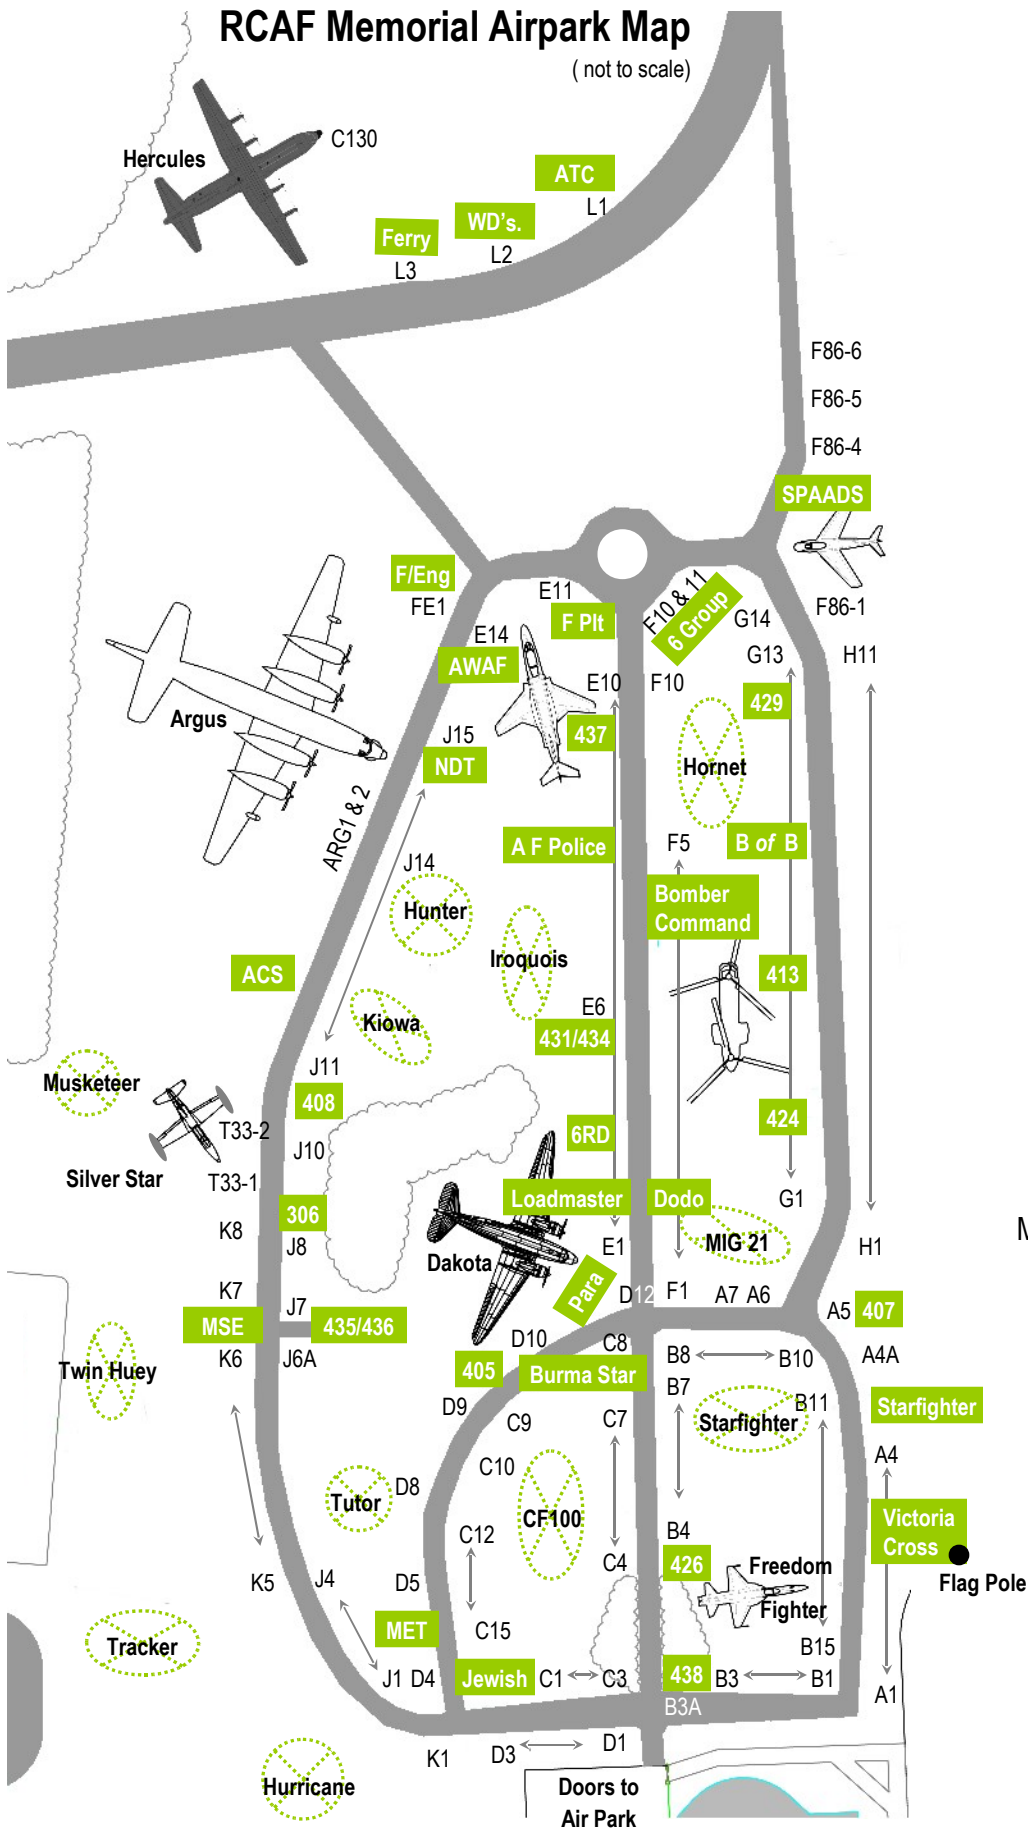 RCAF Memorial Airpark Map
( not to scale)
C130
Hercules
ATC
L1
WD's.
L2
Ferry
L3
F86-6
F86-5
F86-4
SPAADS
F/Eng
FE1
E11
F Plt
F10 & 11
6 Group
F86-1
G14
E14
AWAF
G13
H11
E10
F10
429
Argus
J15
437
NDT
Hornet
ARG1 & 2
A F Police
F5
B of B
J14
Hunter
Bomber
Command
Iroquois
ACS
413
Kiowa
E6
431/434
J11
Musketeer
408
424
T33-2
6RD
J10
Silver Star
T33-1
Loadmaster
Dodo
G1
306
K8
J8
Dakota
E1
MIG 21
H1
M
Para
K7
D12
F1
A7
A6
J7
A5
407
MSE
435/436
D10
C8
K6
J6A
B8
B10
A4A
Twin Huey
405
Burma Star
B7
D9
C9
C7
Starfighter
B11
Starfighter
C10
A4
D8
Tutor
CF100
Victoria
Cross
C12
B4
C4
426
Freedom
Flag Pole
K5
J4
D5
Fighter
MET
C15
Tracker
B15
J1
D4
Jewish
C1
C3
438
B3
B1
A1
B3A
K1
D3
D1
Hurricane
Doors to
Air Park